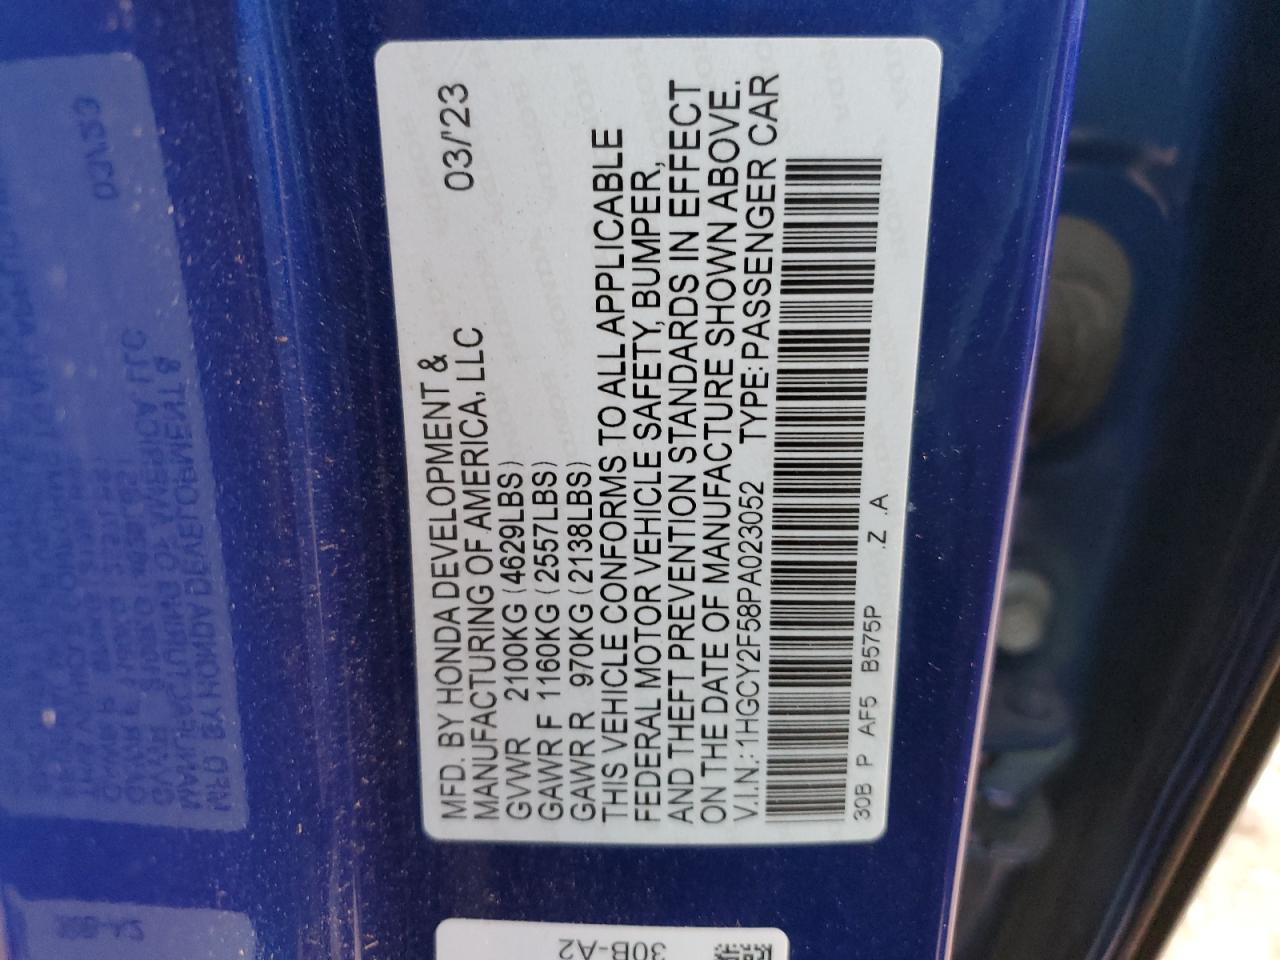 MFD. BY HONDA DEVELOPMENT &
MANUFACTURING OF AMERICA, LLC 03/'23
GVWR 2100KG (4629LBS)
GAWR F 1160KG (2557LBS)
GAWR R 970KG (2138LBS)
THIS VEHICLE CONFORMS TO ALL APPLICABLE
FEDERAL MOTOR VEHICLE SAFETY, BUMPER,
AND THEFT PREVENTION STANDARDS IN EFFECT
ON THE DATE OF MANUFACTURE SHOWN ABOVE.
V.I.N.: 1HGCY2F58PA023052 TYPE: PASSENGER CAR
30B P AF5 B575P .Z .A
30B-A2